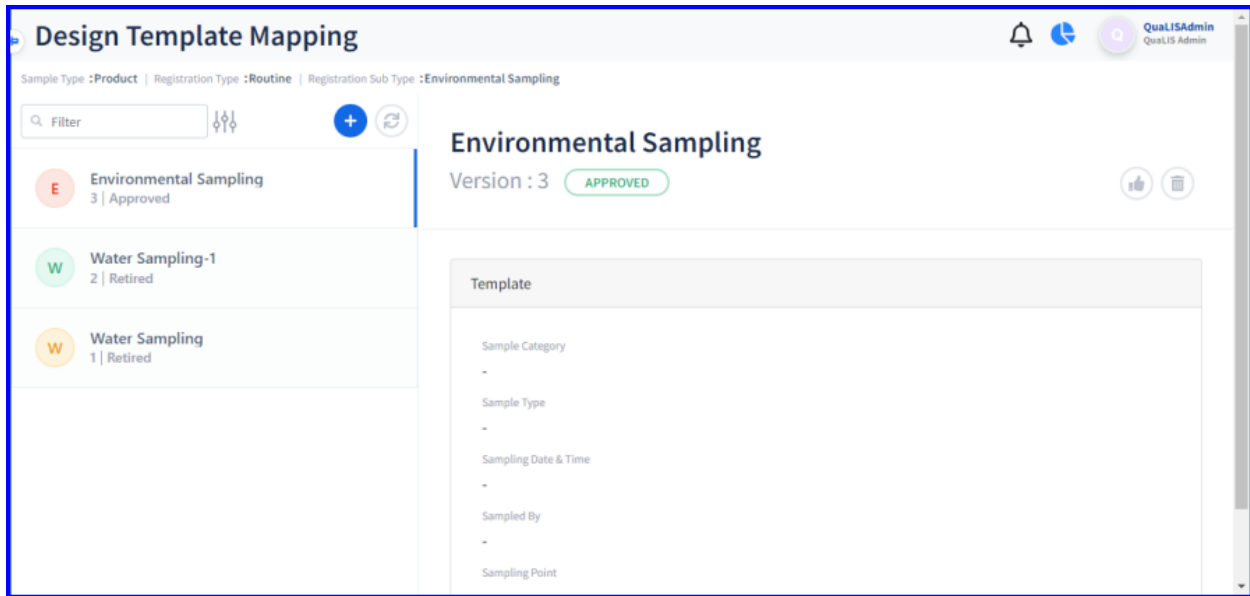 Design Template Mapping
Q
QuaLISAdmin
QuaLIS Admin
Sample Type :Product | Registration Type :Routine | Registration Sub Type :Environmental Sampling
Filter
+
E
Environmental Sampling
3 | Approved
W
Water Sampling-1
2 | Retired
W
Water Sampling
1 | Retired
Environmental Sampling
Version : 3 APPROVED
Template
Sample Category
-
Sample Type
-
Sampling Date & Time
-
Sampled By
-
Sampling Point